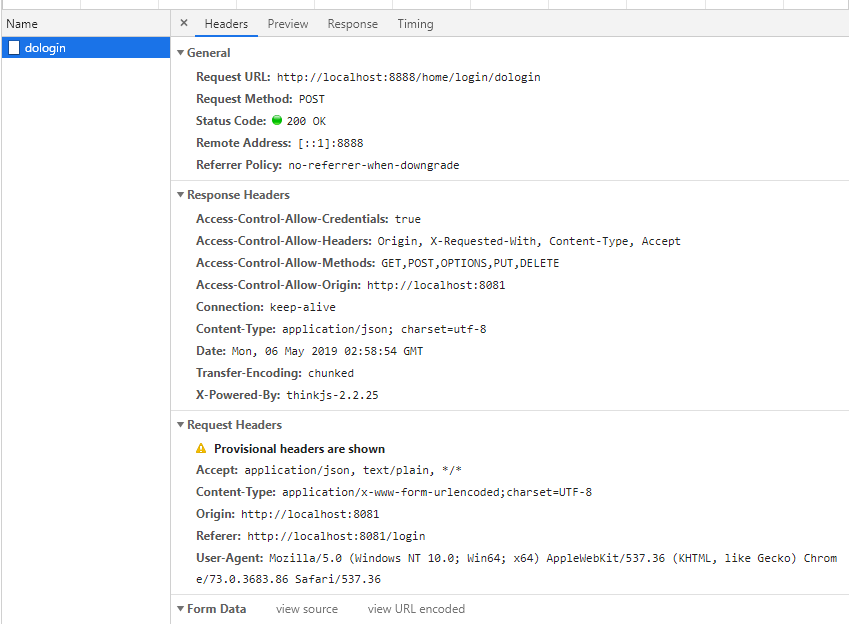 Name
× Headers Preview Response Timing
dologin
▼ General
Request URL: http://localhost:8888/home/login/dologin
Request Method: POST
Status Code: 200 OK
Remote Address: [::1]:8888
Referrer Policy: no-referrer-when-downgrade
▼ Response Headers
Access-Control-Allow-Credentials: true
Access-Control-Allow-Headers: Origin, X-Requested-With, Content-Type, Accept
Access-Control-Allow-Methods: GET,POST,OPTIONS,PUT,DELETE
Access-Control-Allow-Origin: http://localhost:8081
Connection: keep-alive
Content-Type: application/json; charset=utf-8
Date: Mon, 06 May 2019 02:58:54 GMT
Transfer-Encoding: chunked
X-Powered-By: thinkjs-2.2.25
▼ Request Headers
Provisional headers are shown
Accept: application/json, text/plain, */*
Content-Type: application/x-www-form-urlencoded;charset=UTF-8
Origin: http://localhost:8081
Referer: http://localhost:8081/login
User-Agent: Mozilla/5.0 (Windows NT 10.0; Win64; x64) AppleWebKit/537.36 (KHTML, like Gecko) Chrom
e/73.0.3683.86 Safari/537.36
▼ Form Data view source view URL encoded